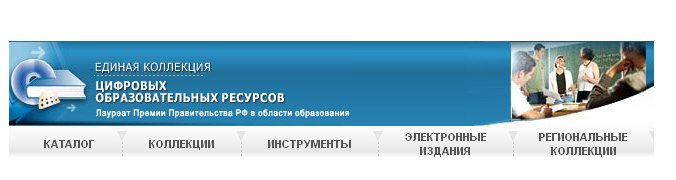 ЕДИНАЯ КОЛЛЕКЦИЯ
ЦИФРОВЫХ
ОБРАЗОВАТЕЛЬНЫХ РЕСУРСОВ
Лауреат Премии Правительства РФ в области образования
КАТАЛОГ
КОЛЛЕКЦИИ
ИНСТРУМЕНТЫ
ЭЛЕКТРОННЫЕ
ИЗДАНИЯ
РЕГИОНАЛЬНЫЕ
КОЛЛЕКЦИИ